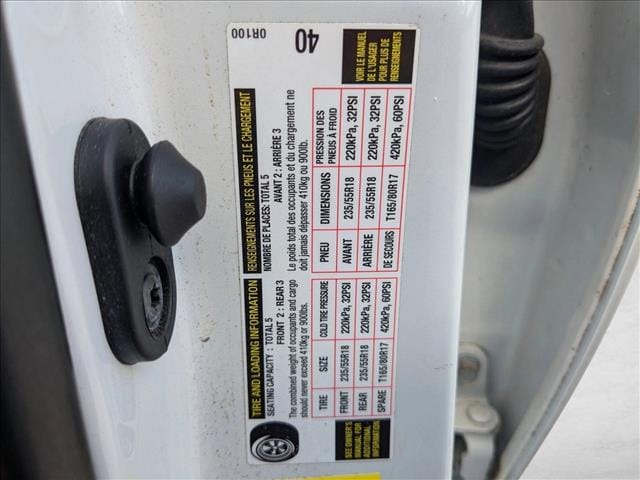 TIRE AND LOADING INFORMATION
SEATING CAPACITY : TOTAL 5
FRONT 2 : REAR 3
The combined weight of occupants and cargo
should never exceed 410kg or 900lbs.
TIRE SIZE COLD TIRE PRESSURE
FRONT 235/55R18 220kPa, 32PSI
REAR 235/55R18 220kPa, 32PSI
SPARE T165/80R17 420kPa, 60PSI
SEE OWNER'S
MANUAL FOR
ADDITIONAL
INFORMATION
RENSEIGNEMENTS SUR LES PNEUS ET LE CHARGEMENT
NOMBRE DE PLACES: TOTAL 5
AVANT 2 : ARRIÈRE 3
Le poids total des occupants et du chargement ne
doit jamais dépasser 410kg ou 900lb.
PNEU DIMENSIONS PRESSION DES
PNEUS À FROID
AVANT 235/55R18 220kPa, 32PSI
ARRIÈRE 235/55R18 220kPa, 32PSI
DE SECOURS T165/80R17 420kPa, 60PSI
0R100
40
VOIR LE MANUEL
DE L'USAGER
POUR PLUS DE
RENSEIGNEMENTS